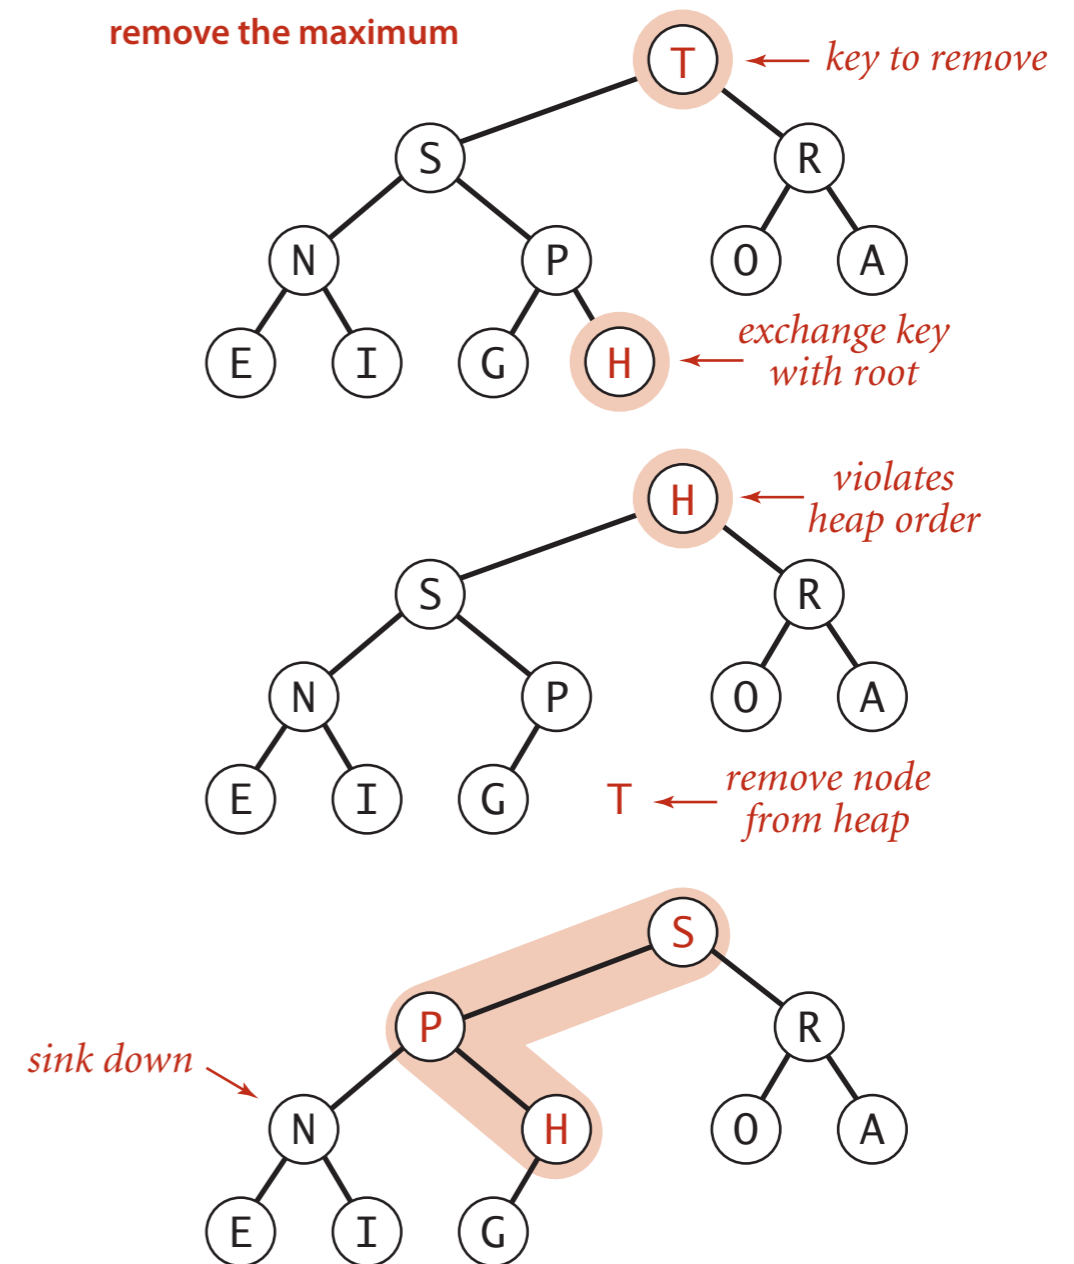 remove the maximum
T
key to remove
S
R
N
P
O
A
exchange key
with root
E
I
G
H
violates
heap order
H
S
R
N
P
O
A
remove node
from heap
E
I
G
T
S
P
R
sink down
N
H
O
A
E
I
G